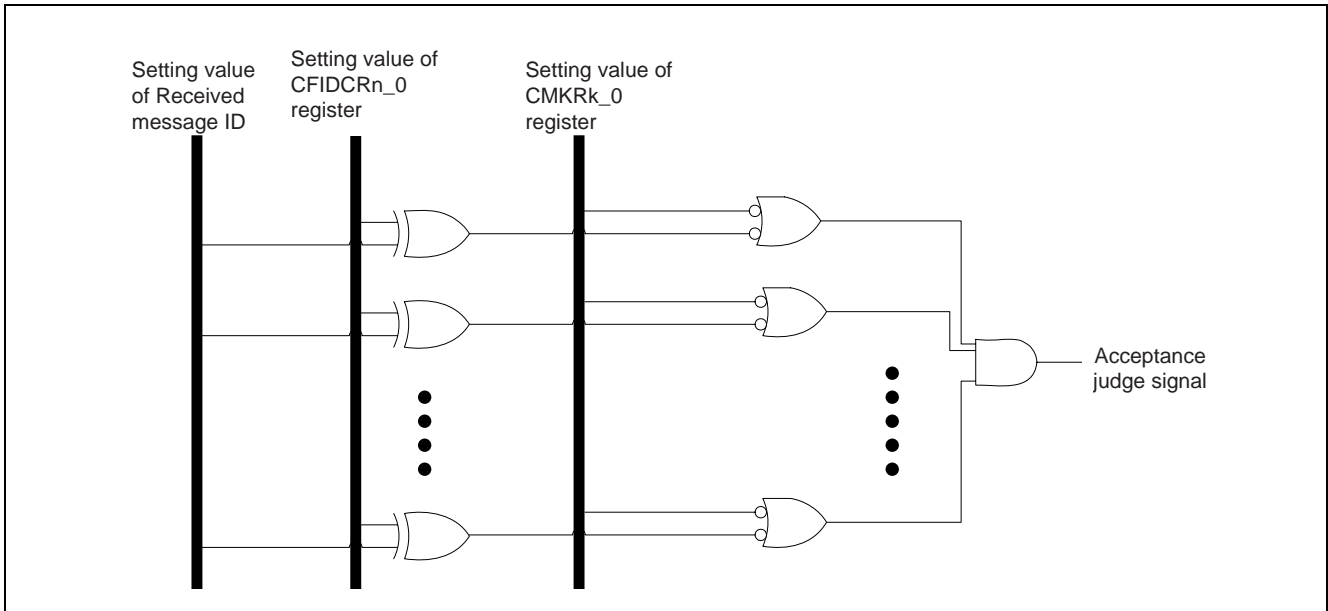 Setting value
of Received
message ID
Setting value of
CFIDCRn_0
register
Setting value of
CMKRk_0
register
Acceptance
judge signal